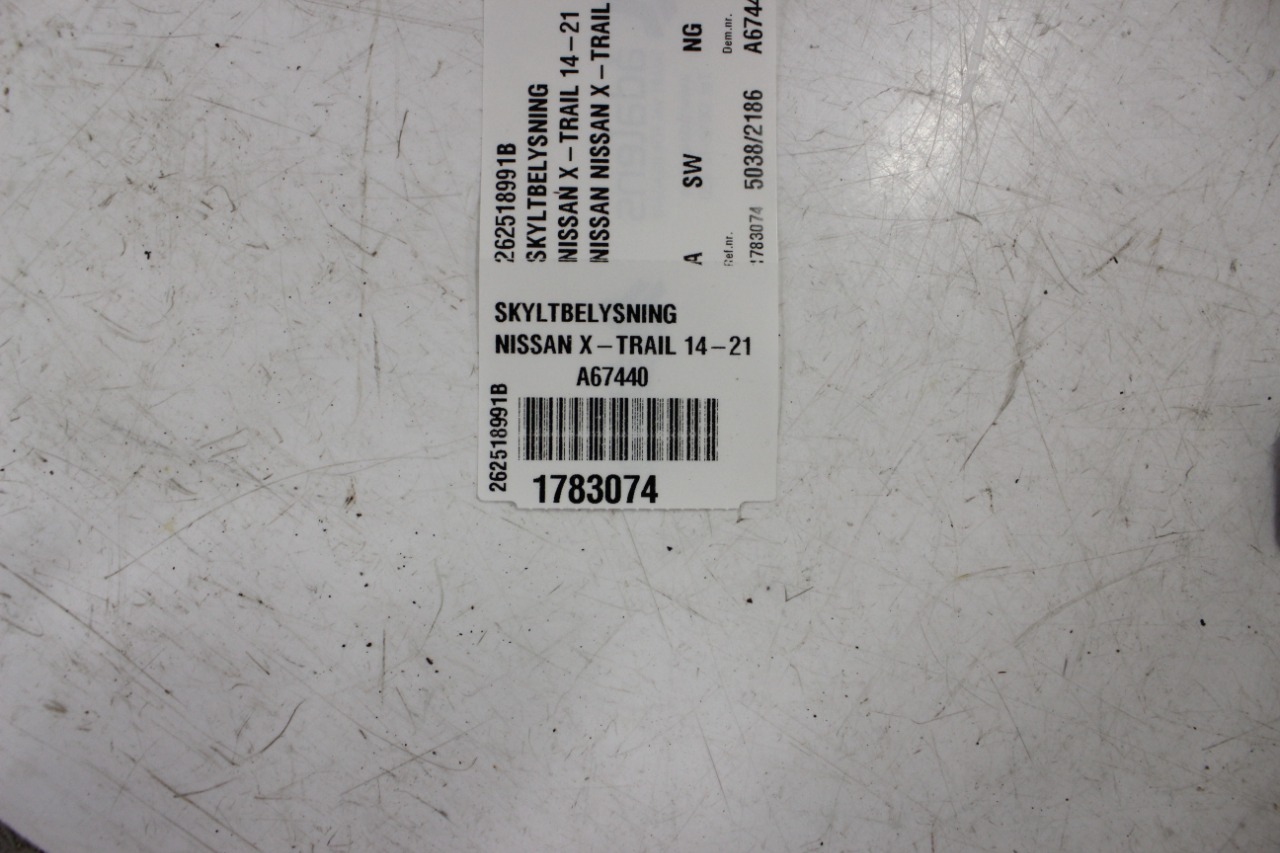 262518991B
SKYLTBELYSNING
NISSAN X-TRAIL 14-21
NISSAN NISSAN X-TRAIL
A SW NG
Ref.nr. Dem.nr.
1783074 5038/2186 A6744
SKYLTBELYSNING
NISSAN X-TRAIL 14-21
A67440
262518991B
1783074